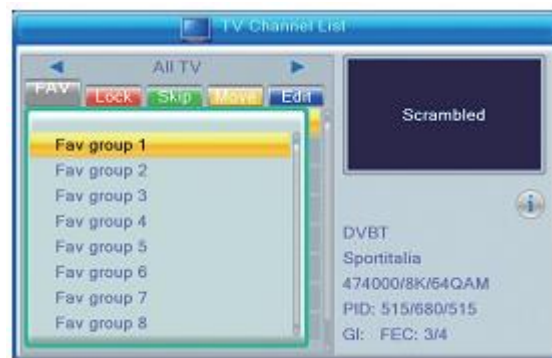 TV Channel List
All TV
FAV Lock Skip Move Edit
Fav group 1
Fav group 2
Fav group 3
Fav group 4
Fav group 5
Fav group 6
Fav group 7
Fav group 8
Scrambled
i
DVBT
Sportitalia
474000/8K/64QAM
PID: 515/680/515
GI: FEC: 3/4